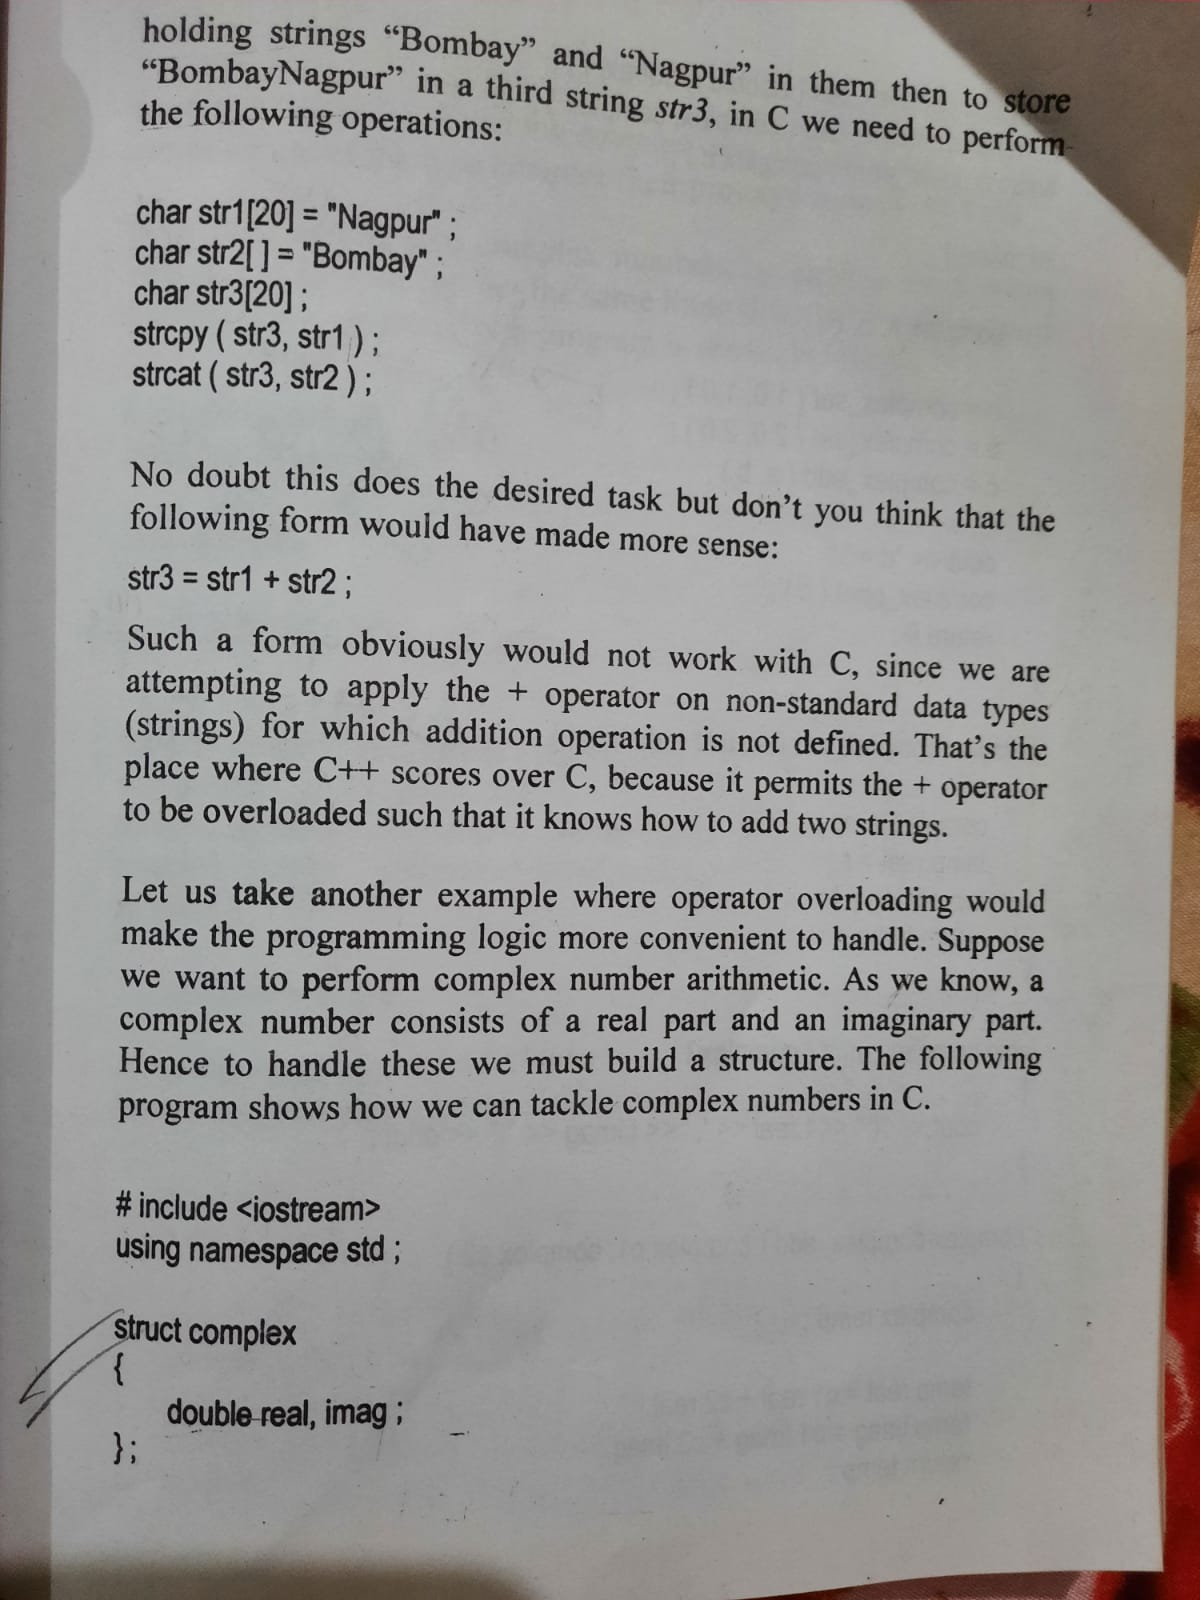 holding strings “Bombay” and “Nagpur” in them then to store
“BombayNagpur” in a third string str3, in C we need to perform
the following operations:
char str1[20] = "Nagpur" ;
char str2[ ] = "Bombay" ;
char str3[20] ;
strcpy ( str3, str1 ) ;
strcat ( str3, str2 ) ;
No doubt this does the desired task but don’t you think that the
following form would have made more sense:
str3 = str1 + str2 ;
Such a form obviously would not work with C, since we are
attempting to apply the + operator on non-standard data types
(strings) for which addition operation is not defined. That’s the
place where C++ scores over C, because it permits the + operator
to be overloaded such that it knows how to add two strings.
Let us take another example where operator overloading would
make the programming logic more convenient to handle. Suppose
we want to perform complex number arithmetic. As we know, a
complex number consists of a real part and an imaginary part.
Hence to handle these we must build a structure. The following
program shows how we can tackle complex numbers in C.
# include <iostream>
using namespace std ;
struct complex
{
double real, imag ;
} ;